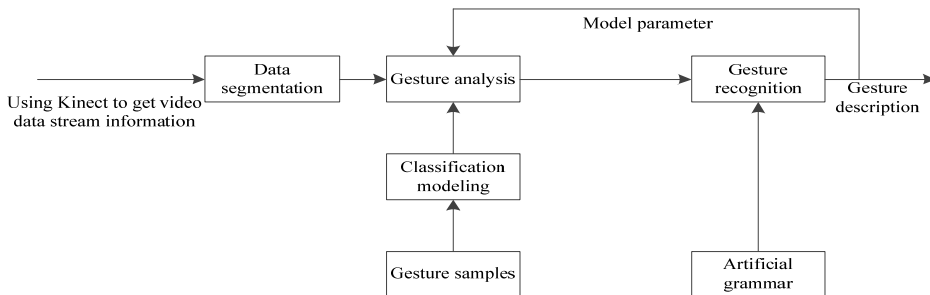 Model parameter
Data
segmentation
Gesture analysis
Gesture
recognition
Using Kinect to get video
data stream information
Gesture
description
Classification
modeling
Gesture samples
Artificial
grammar